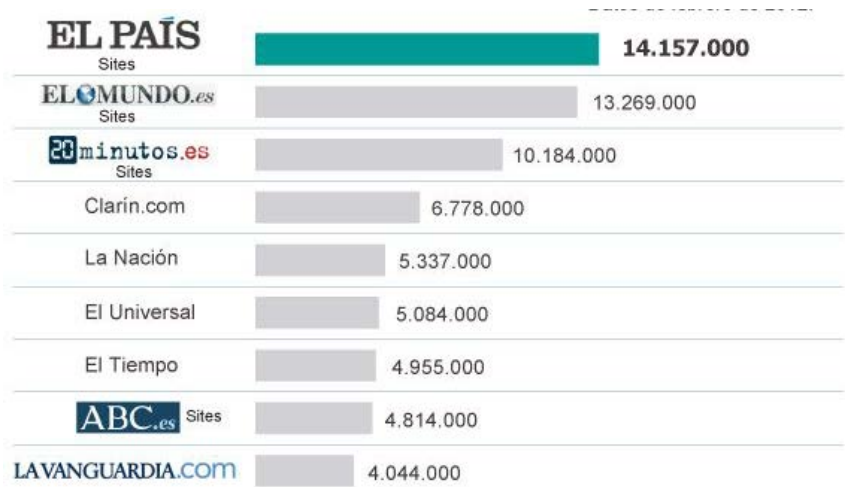 EL PAÍS
Sites
14.157.000
ELMUNDO.es
Sites
13.269.000
20minutos.es
Sites
10.184.000
Clarín.com
6.778.000
La Nación
5.337.000
El Universal
5.084.000
El Tiempo
4.955.000
ABC.es Sites
4.814.000
LAVANGUARDIA.com
4.044.000